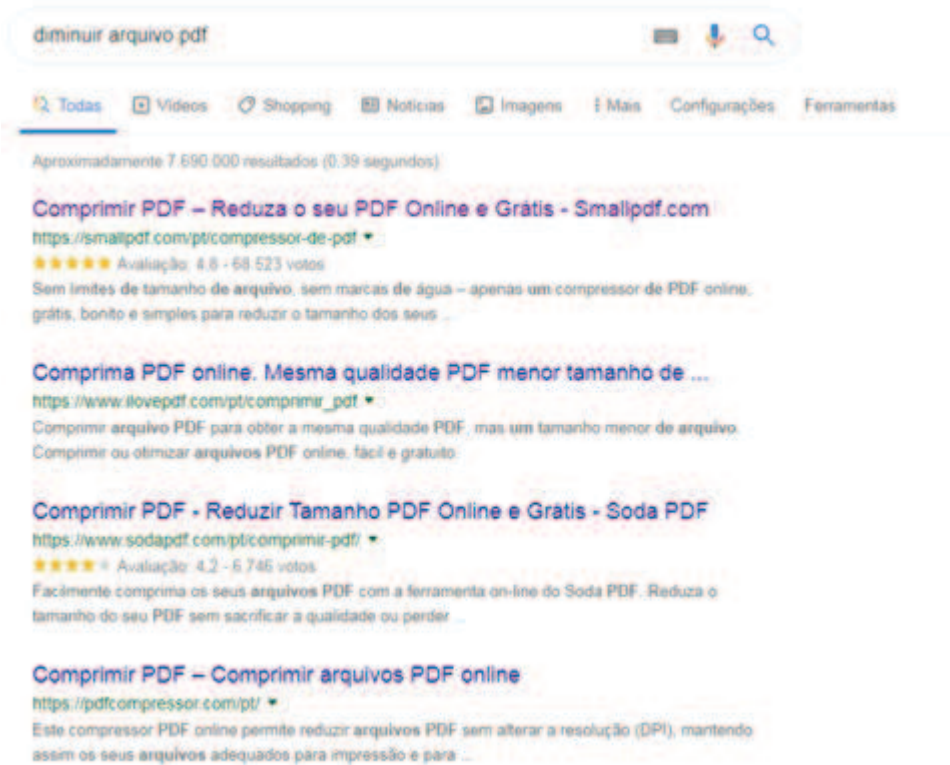 diminuir arquivo pdf
Todas Vídeos Shopping Notícias Imagens Mais Configurações Ferramentas
Aproximadamente 7.690.000 resultados (0,39 segundos)
Comprimir PDF – Reduza o seu PDF Online e Grátis - Smallpdf.com
https://smallpdf.com/pt/compressor-de-pdf
Avaliação: 4,8 - 68.523 votos
Sem limites de tamanho de arquivo, sem marcas de água – apenas um compressor de PDF online,
grátis, bonito e simples para reduzir o tamanho dos seus ...
Comprima PDF online. Mesma qualidade PDF menor tamanho de ...
https://www.ilovepdf.com/pt/comprimir_pdf
Comprimir arquivo PDF para obter a mesma qualidade PDF, mas um tamanho menor de arquivo.
Comprimir ou otimizar arquivos PDF online, fácil e gratuito.
Comprimir PDF - Reduzir Tamanho PDF Online e Grátis - Soda PDF
https://www.sodapdf.com/pt/comprimir-pdf/
Avaliação: 4,2 - 6.746 votos
Facilmente comprima os seus arquivos PDF com a ferramenta on-line do Soda PDF. Reduza o
tamanho do seu PDF sem sacrificar a qualidade ou perder ...
Comprimir PDF – Comprimir arquivos PDF online
https://pdfcompressor.com/pt/
Este compressor PDF online permite reduzir arquivos PDF sem alterar a resolução (DPI), mantendo
assim os seus arquivos adequados para impressão e para ...